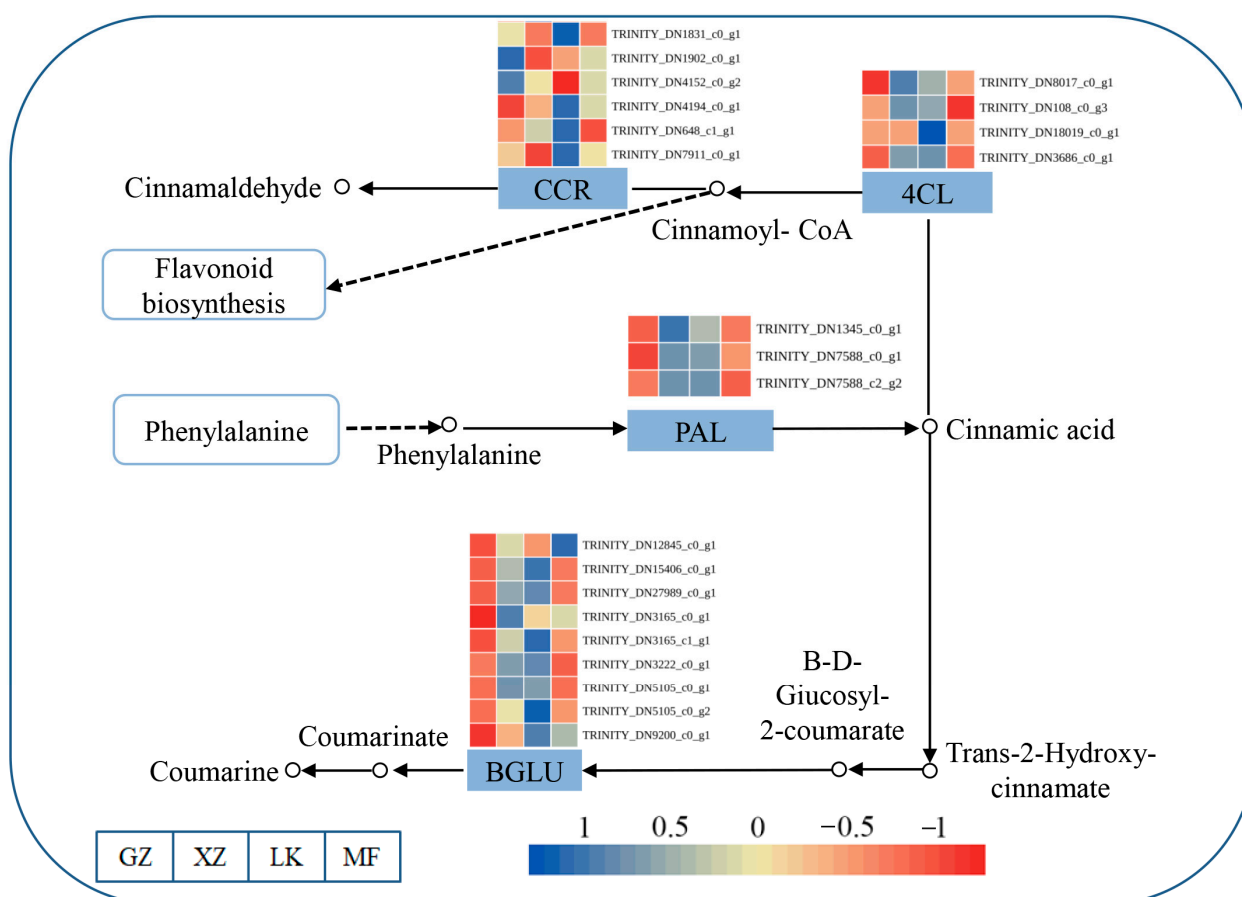 TRINITY_DN1831_c0_g1
TRINITY_DN1902_c0_g1
TRINITY_DN4152_c0_g2
TRINITY_DN4194_c0_g1
TRINITY_DN648_c1_g1
TRINITY_DN7911_c0_g1
TRINITY_DN8017_c0_g1
TRINITY_DN108_c0_g3
TRINITY_DN18019_c0_g1
TRINITY_DN3686_c0_g1
Cinnamaldehyde
CCR
4CL
Cinnamoyl- CoA
Flavonoid
biosynthesis
TRINITY_DN1345_c0_g1
TRINITY_DN7588_c0_g1
TRINITY_DN7588_c2_g2
Phenylalanine
Phenylalanine
PAL
Cinnamic acid
TRINITY_DN12845_c0_g1
TRINITY_DN15406_c0_g1
TRINITY_DN27989_c0_g1
TRINITY_DN3165_c0_g1
TRINITY_DN3165_c1_g1
TRINITY_DN3222_c0_g1
TRINITY_DN5105_c0_g1
TRINITY_DN5105_c0_g2
TRINITY_DN9200_c0_g1
B-D-
Giucosyl-
2-coumarate
Coumarinate
Coumarine
BGLU
Trans-2-Hydroxy-
cinnamate
GZ XZ LK MF
1 0.5 0 −0.5 −1